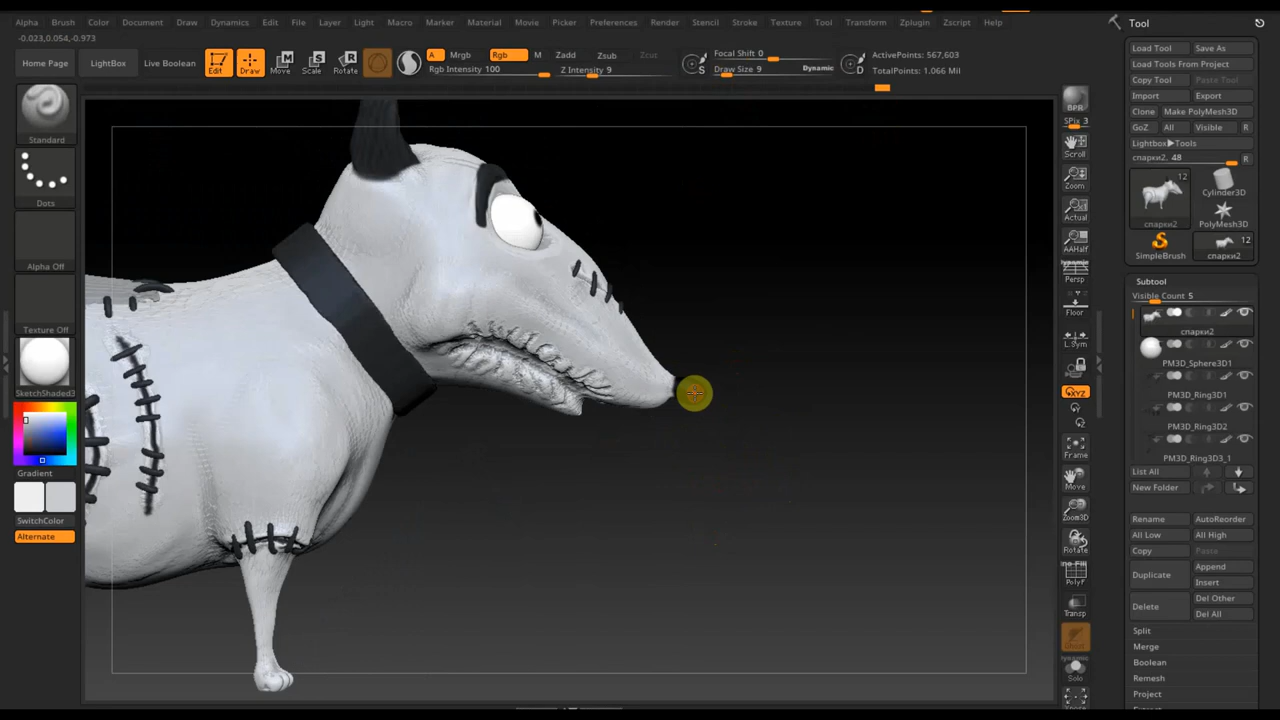 Alpha Brush Color Document Draw Dynamics Edit File Layer Light Macro Marker Material Movie Picker Preferences Render Stencil Stroke Texture Tool Transform Zplugin Zscript Help
-0.023,0.054,-0.973
Home Page LightBox Live Boolean Edit Draw Move Scale Rotate
A Mrgb Rgb M Zadd Zsub Zcut
Rgb Intensity 100 Z Intensity 9
Focal Shift 0
Draw Size 9 Dynamic
S D
ActivePoints: 567,603
TotalPoints: 1.066 Mil
Standard
Dots
Alpha Off
Texture Off
SketchShaded3
Gradient
SwitchColor
Alternate
BPR
SPix 3
Scroll
Zoom
Actual
AAHalf
Dynamic
Persp
Floor
L.Sym
XYZ
Frame
Move
Zoom3D
Rotate
PolyF
Transp
Ghost
Dynamic
Solo
Xpose
Tool
Load Tool Save As
Load Tools From Project
Copy Tool Paste Tool
Import Export
Clone Make PolyMesh3D
GoZ All Visible R
Lightbox▶Tools
спарки2. 48 R
12
Cylinder3D
спарки2 PolyMesh3D
12
SimpleBrush спарки2
Subtool
Visible Count 5
спарки2
PM3D_Sphere3D1
PM3D_Ring3D1
PM3D_Ring3D2
PM3D_Ring3D3_1
List All
New Folder
Rename AutoReorder
All Low All High
Copy Paste
Duplicate Append
Insert
Delete Del Other
Del All
Split
Merge
Boolean
Remesh
Project
Extract